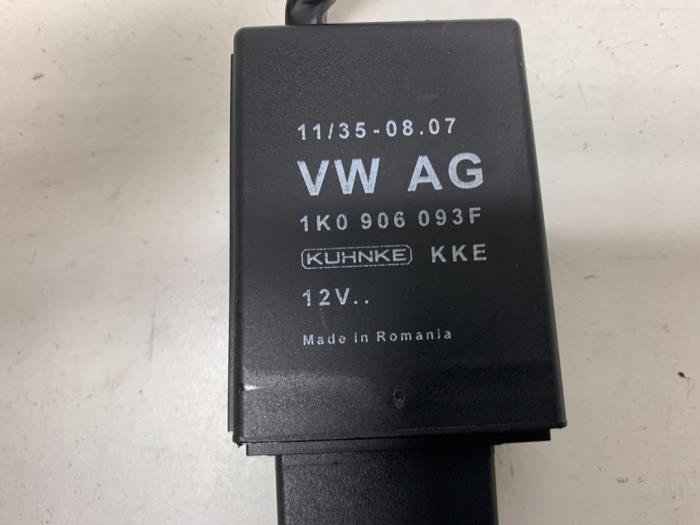 11/35-08.07
VW AG
1K0 906 093F
KUHNKE KKE
12V..
Made in Romania